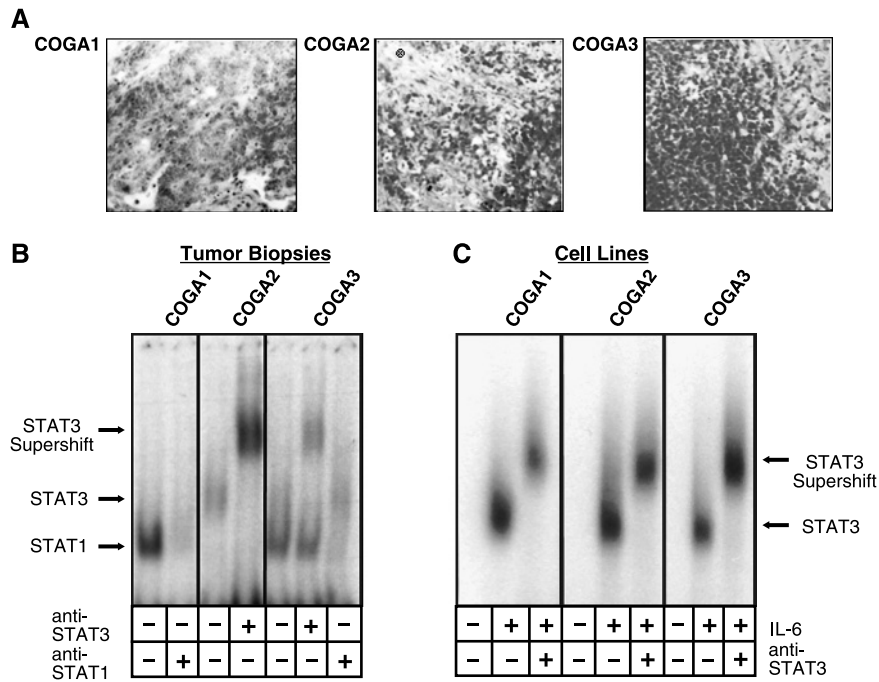 A
COGA1
COGA2
COGA3
B
Tumor Biopsies
COGA1
COGA2
COGA3
STAT3
Supershift
STAT3
STAT1
anti-
STAT3
− − + − + −
anti-
STAT1
− + − − − − +
C
Cell Lines
COGA1
COGA2
COGA3
STAT3
Supershift
STAT3
− + + − + + − + +
IL-6
− − + − − + − − +
anti-
STAT3